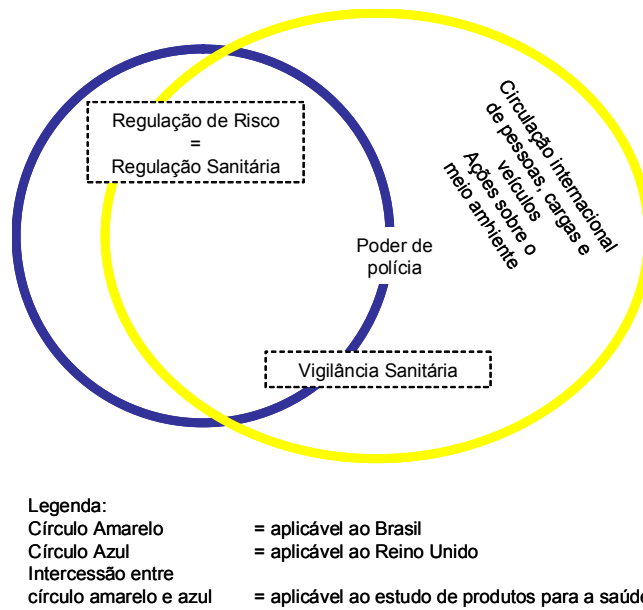 Regulação de Risco
=
Regulação Sanitária
Circulação internacional
de pessoas, cargas e
veículos
Ações sobre o
meio ambiente
Poder de
polícia
Vigilância Sanitária
Legenda:
Círculo Amarelo = aplicável ao Brasil
Círculo Azul = aplicável ao Reino Unido
Intercessão entre
círculo amarelo e azul = aplicável ao estudo de produtos para a saúde